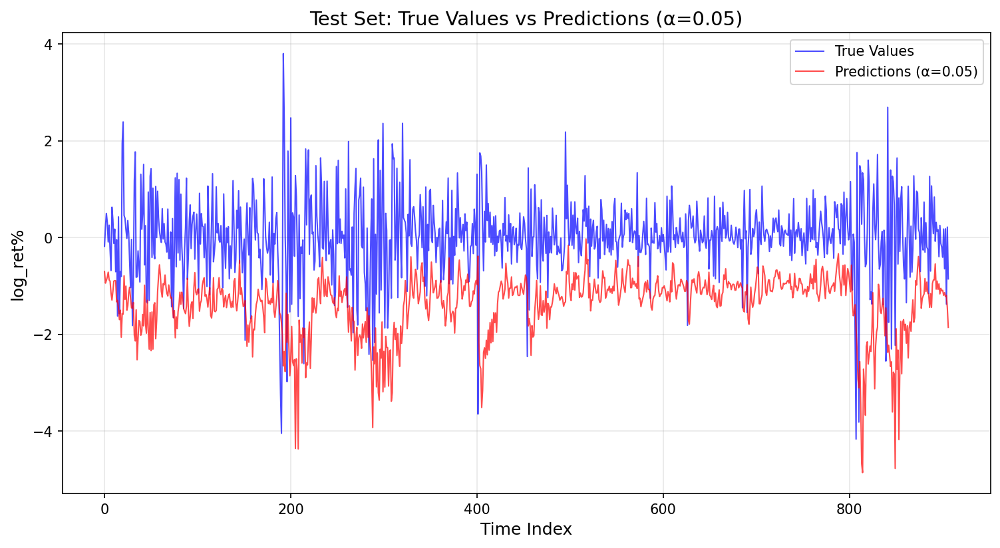 Test Set: True Values vs Predictions (α=0.05)
True Values
Predictions (α=0.05)
log_ret%
4
2
0
−2
−4
0
200
400
600
800
Time Index